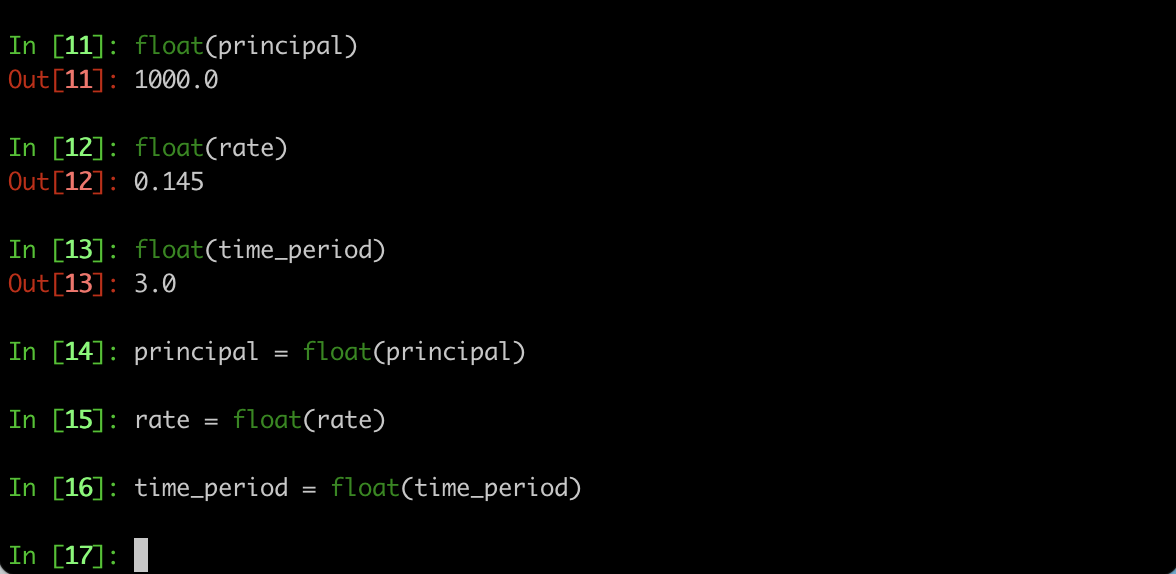 In [11]: float(principal)
Out[11]: 1000.0
In [12]: float(rate)
Out[12]: 0.145
In [13]: float(time_period)
Out[13]: 3.0
In [14]: principal = float(principal)
In [15]: rate = float(rate)
In [16]: time_period = float(time_period)
In [17]: